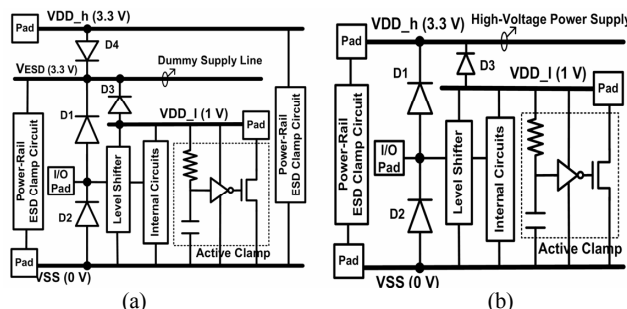 VDD_h (3.3 V)
Pad
D4
VESD (3.3 V)
Dummy Supply Line
D3
D1
VDD_l (1 V)
Pad
Power-Rail
ESD Clamp Circuit
I/O
Pad
Level Shifter
Internal Circuits
Power-Rail
ESD Clamp Circuit
D2
Active Clamp
Pad
VSS (0 V)
(a)
High-Voltage Power Supply
VDD_h (3.3 V)
Pad
D1
D3
VDD_l (1 V)
Pad
Power-Rail
ESD Clamp Circuit
I/O
Pad
Level Shifter
Internal Circuits
D2
Active Clamp
Pad
VSS (0 V)
(b)